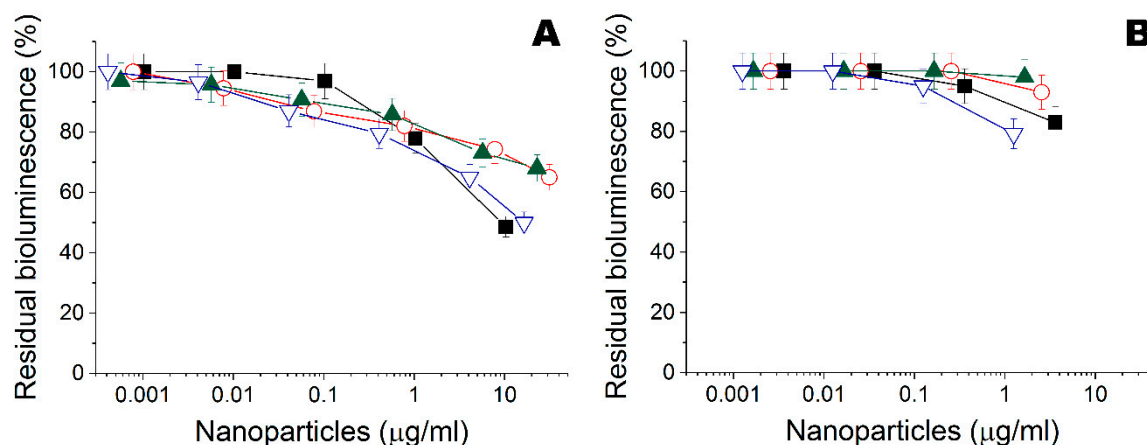 A
Residual bioluminescence (%)
100
80
60
40
20
0
0.001 0.01 0.1 1 10
Nanoparticles (μg/ml)
B
Residual bioluminescence (%)
100
80
60
40
20
0
0.001 0.01 0.1 1 10
Nanoparticles (μg/ml)